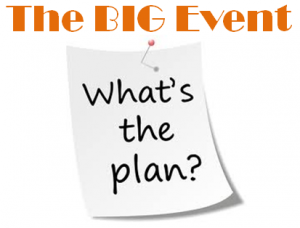 The BIG Event
What's
the
plan?